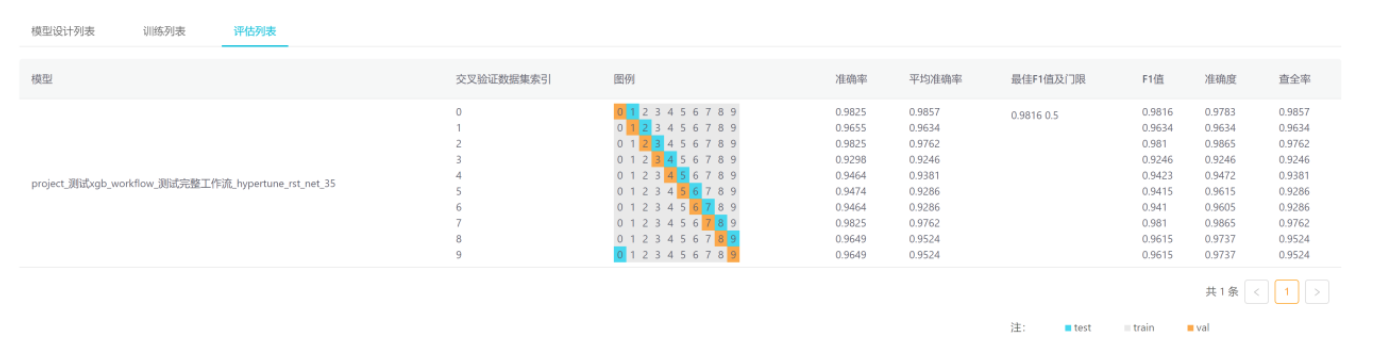 模型设计列表 训练列表 评估列表
模型 交叉验证数据集索引 图例 准确率 平均准确率 最佳F1值及门限 F1值 准确度 查全率
0 0 1 2 3 4 5 6 7 8 9 0.9825 0.9857 0.9816 0.5 0.9816 0.9783 0.9857
1 0 1 2 3 4 5 6 7 8 9 0.9655 0.9634 0.9634 0.9634 0.9634
2 0 1 2 3 4 5 6 7 8 9 0.9825 0.9762 0.981 0.9865 0.9762
3 0 1 2 3 4 5 6 7 8 9 0.9298 0.9246 0.9246 0.9246 0.9246
4 0 1 2 3 4 5 6 7 8 9 0.9464 0.9381 0.9423 0.9472 0.9381
project_测试xgb_workflow_测试完整工作流_hypertune_rst_net_35
5 0 1 2 3 4 5 6 7 8 9 0.9474 0.9286 0.9415 0.9615 0.9286
6 0 1 2 3 4 5 6 7 8 9 0.9464 0.9286 0.941 0.9605 0.9286
7 0 1 2 3 4 5 6 7 8 9 0.9825 0.9762 0.981 0.9865 0.9762
8 0 1 2 3 4 5 6 7 8 9 0.9649 0.9524 0.9615 0.9737 0.9524
9 0 1 2 3 4 5 6 7 8 9 0.9649 0.9524 0.9615 0.9737 0.9524
共 1 条 < 1 >
注: test train val